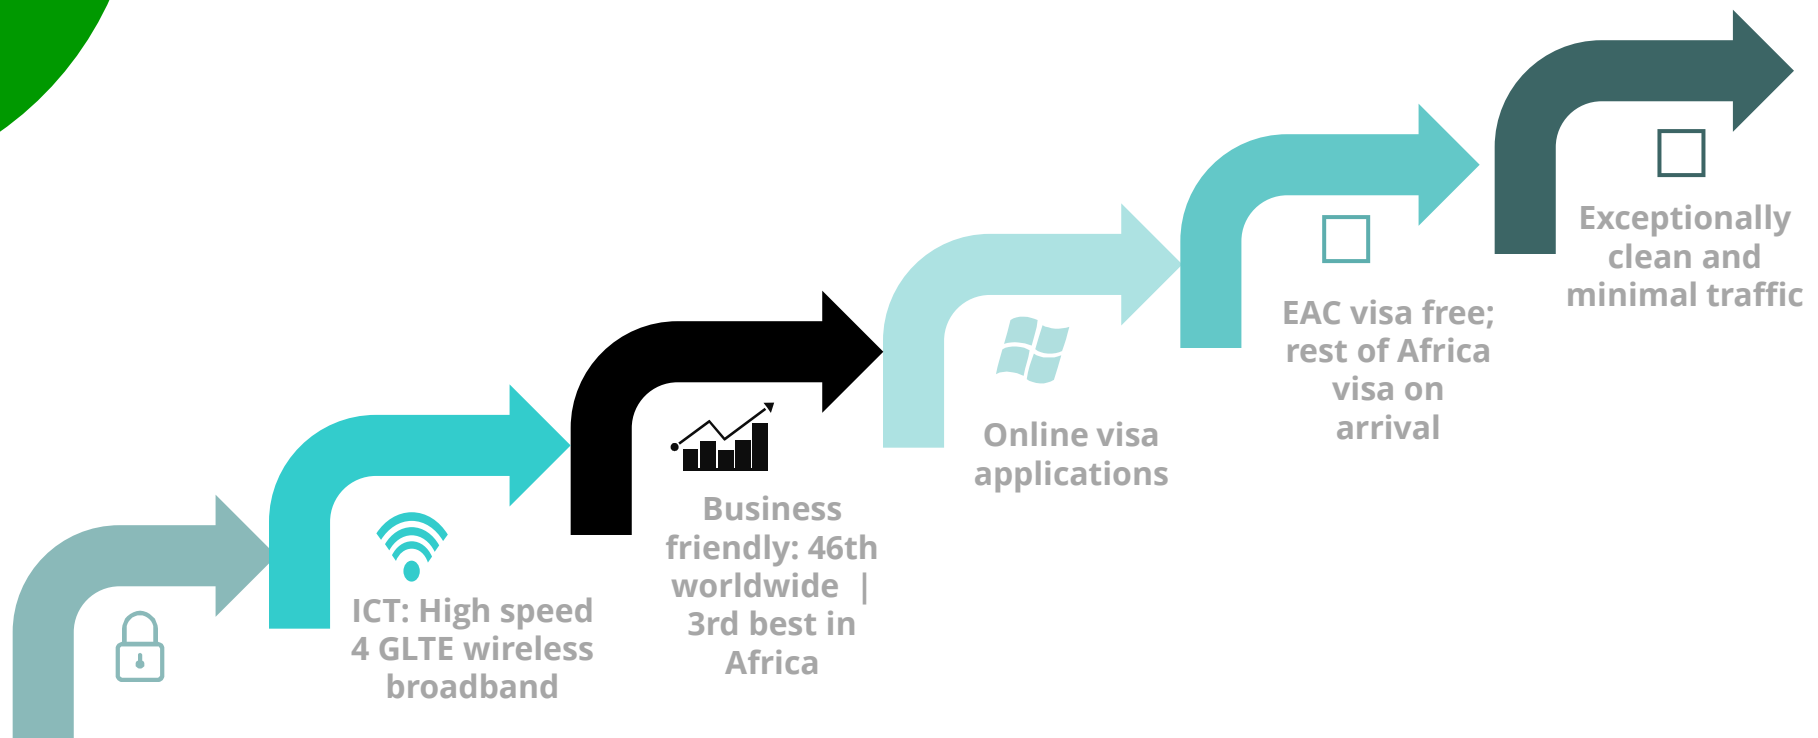 ICT: High speed
4 GLTE wireless
broadband
Business
friendly: 46th
worldwide  |
3rd best in
Africa
Online visa
applications
EAC visa free;
rest of Africa
visa on
arrival
Exceptionally
clean and
minimal traffic